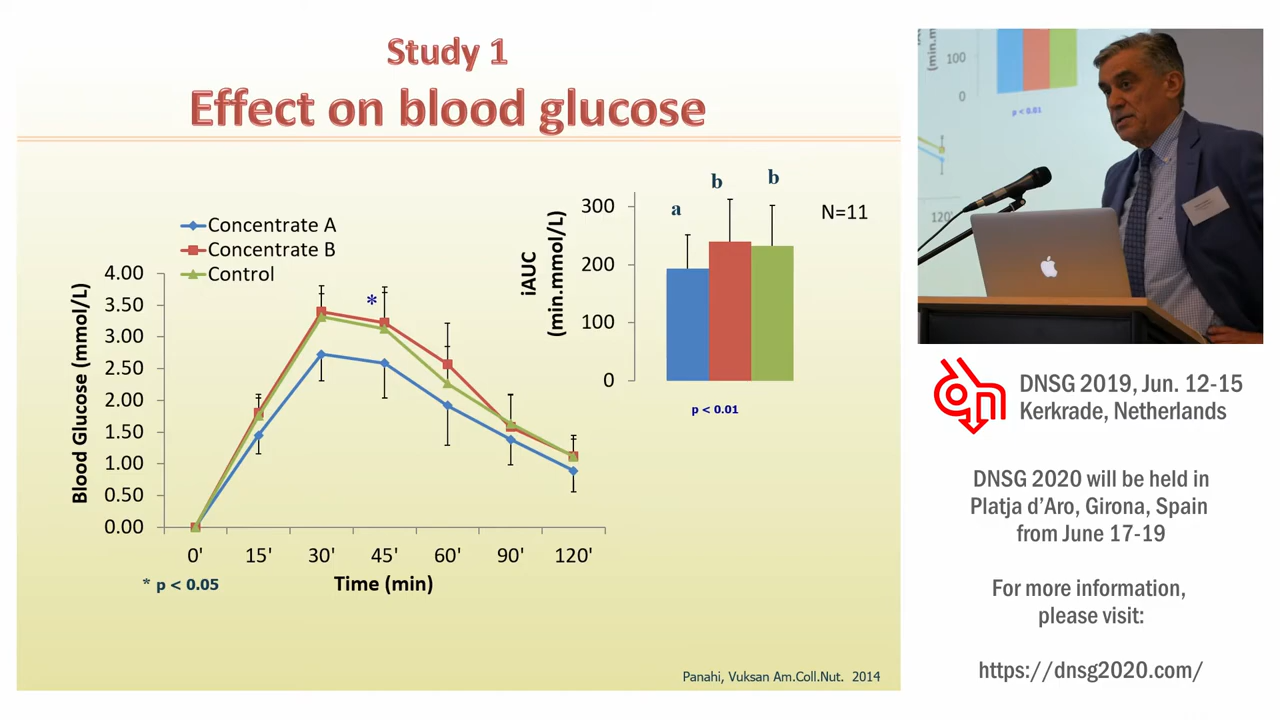 Study 1
Effect on blood glucose
Concentrate A
Concentrate B
Control
4.00
3.50
3.00
2.50
2.00
1.50
1.00
0.50
0.00
Blood Glucose (mmol/L)
*
0' 15' 30' 45' 60' 90' 120'
Time (min)
* p < 0.05
iAUC
(min.mmol/L)
300
200
100
0
a b b
N=11
p < 0.01
Panahi, Vuksan Am.Coll.Nut. 2014
100
0
p < 0.01
120'
DNSG 2019, Jun. 12-15
Kerkrade, Netherlands
DNSG 2020 will be held in
Platja d’Aro, Girona, Spain
from June 17-19
For more information,
please visit:
https://dnsg2020.com/